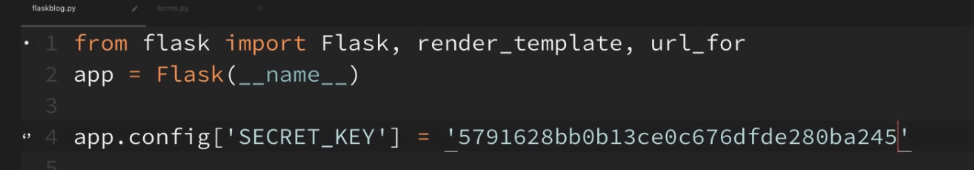 flaskblog.py forms.py
1 from flask import Flask, render_template, url_for
2 app = Flask(__name__)
3
4 app.config['SECRET_KEY'] = '5791628bb0b13ce0c676dfde280ba245'
5